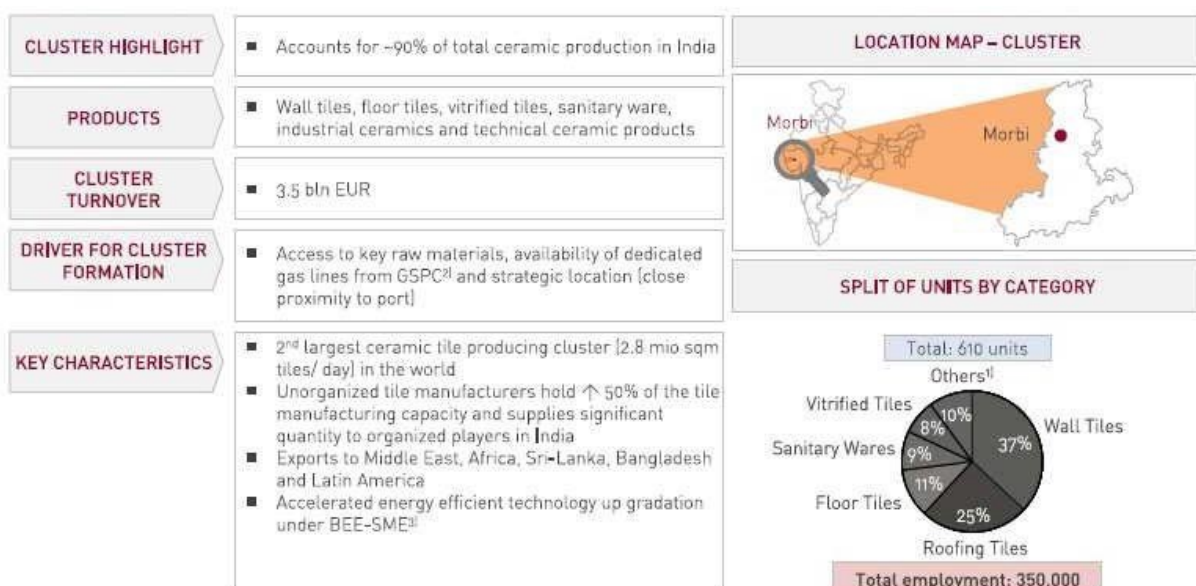 CLUSTER HIGHLIGHT
■ Accounts for ~90% of total ceramic production in India
PRODUCTS
■ Wall tiles, floor tiles, vitrified tiles, sanitary ware,
industrial ceramics and technical ceramic products
CLUSTER
TURNOVER
■ 3.5 bln EUR
DRIVER FOR CLUSTER
FORMATION
■ Access to key raw materials, availability of dedicated
gas lines from GSPC2) and strategic location (close
proximity to port)
KEY CHARACTERISTICS
■ 2nd largest ceramic tile producing cluster (2.8 mio sqm
tiles/ day) in the world
■ Unorganized tile manufacturers hold ↑ 50% of the tile
manufacturing capacity and supplies significant
quantity to organized players in India
■ Exports to Middle East, Africa, Sri-Lanka, Bangladesh
and Latin America
■ Accelerated energy efficient technology up gradation
under BEE-SME3)
LOCATION MAP – CLUSTER
Morbi
Morbi
SPLIT OF UNITS BY CATEGORY
Total: 610 units
Others1)
10%
Vitrified Tiles
8%
Wall Tiles
37%
Sanitary Wares
9%
Floor Tiles
11%
25%
Roofing Tiles
Total employment: 350,000